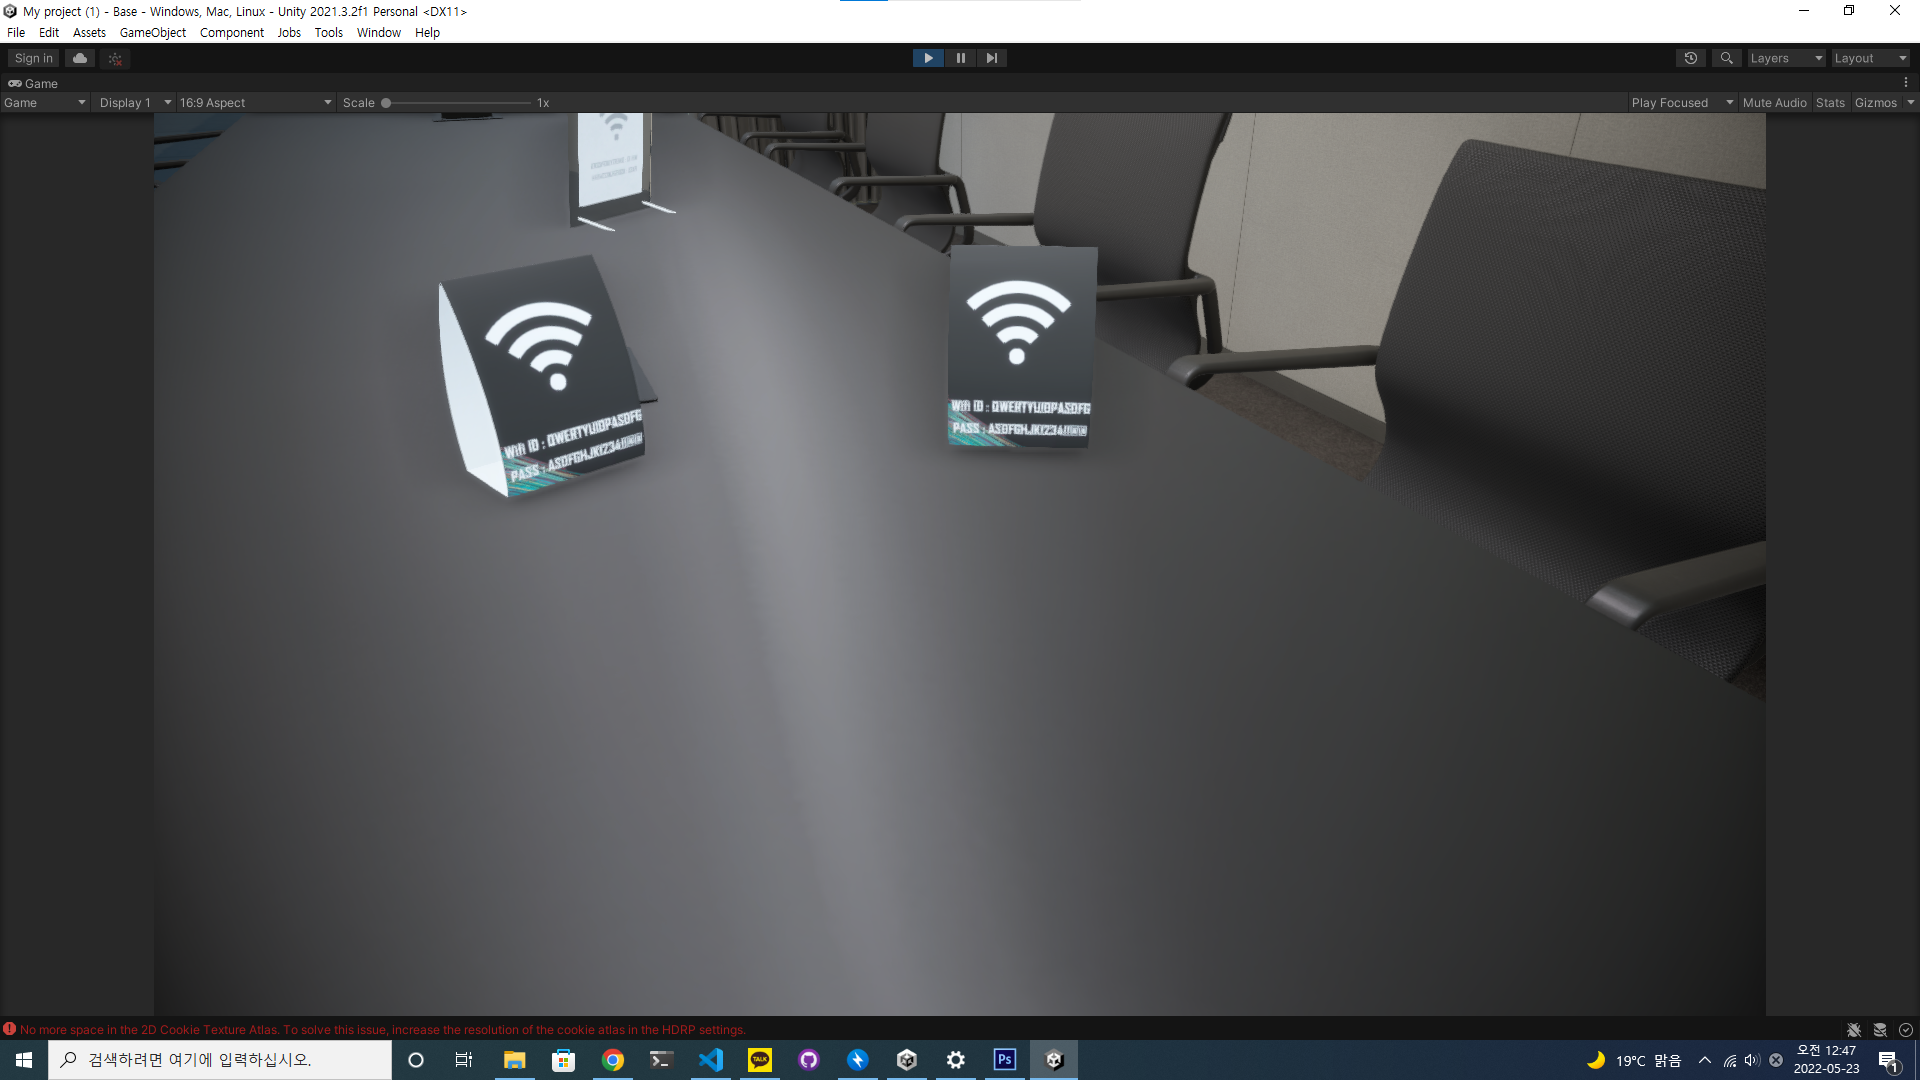 My project (1) - Base - Windows, Mac, Linux - Unity 2021.3.2f1 Personal <DX11>
File Edit Assets GameObject Component Jobs Tools Window Help
Sign in
Layers Layout
Game
Game Display 1 16:9 Aspect Scale 1x Play Focused Mute Audio Stats Gizmos
Wifi ID : QWERTYUIOPASDFG
PASS :
Wifi ID : QWERTYUIOPASDFG
PASS :
No more space in the 2D Cookie Texture Atlas. To solve this issue, increase the resolution of the cookie atlas in the HDRP settings.
검색하려면 여기에 입력하십시오.
TALK
Ps
19°C 맑음
오전 12:47
2022-05-23
1